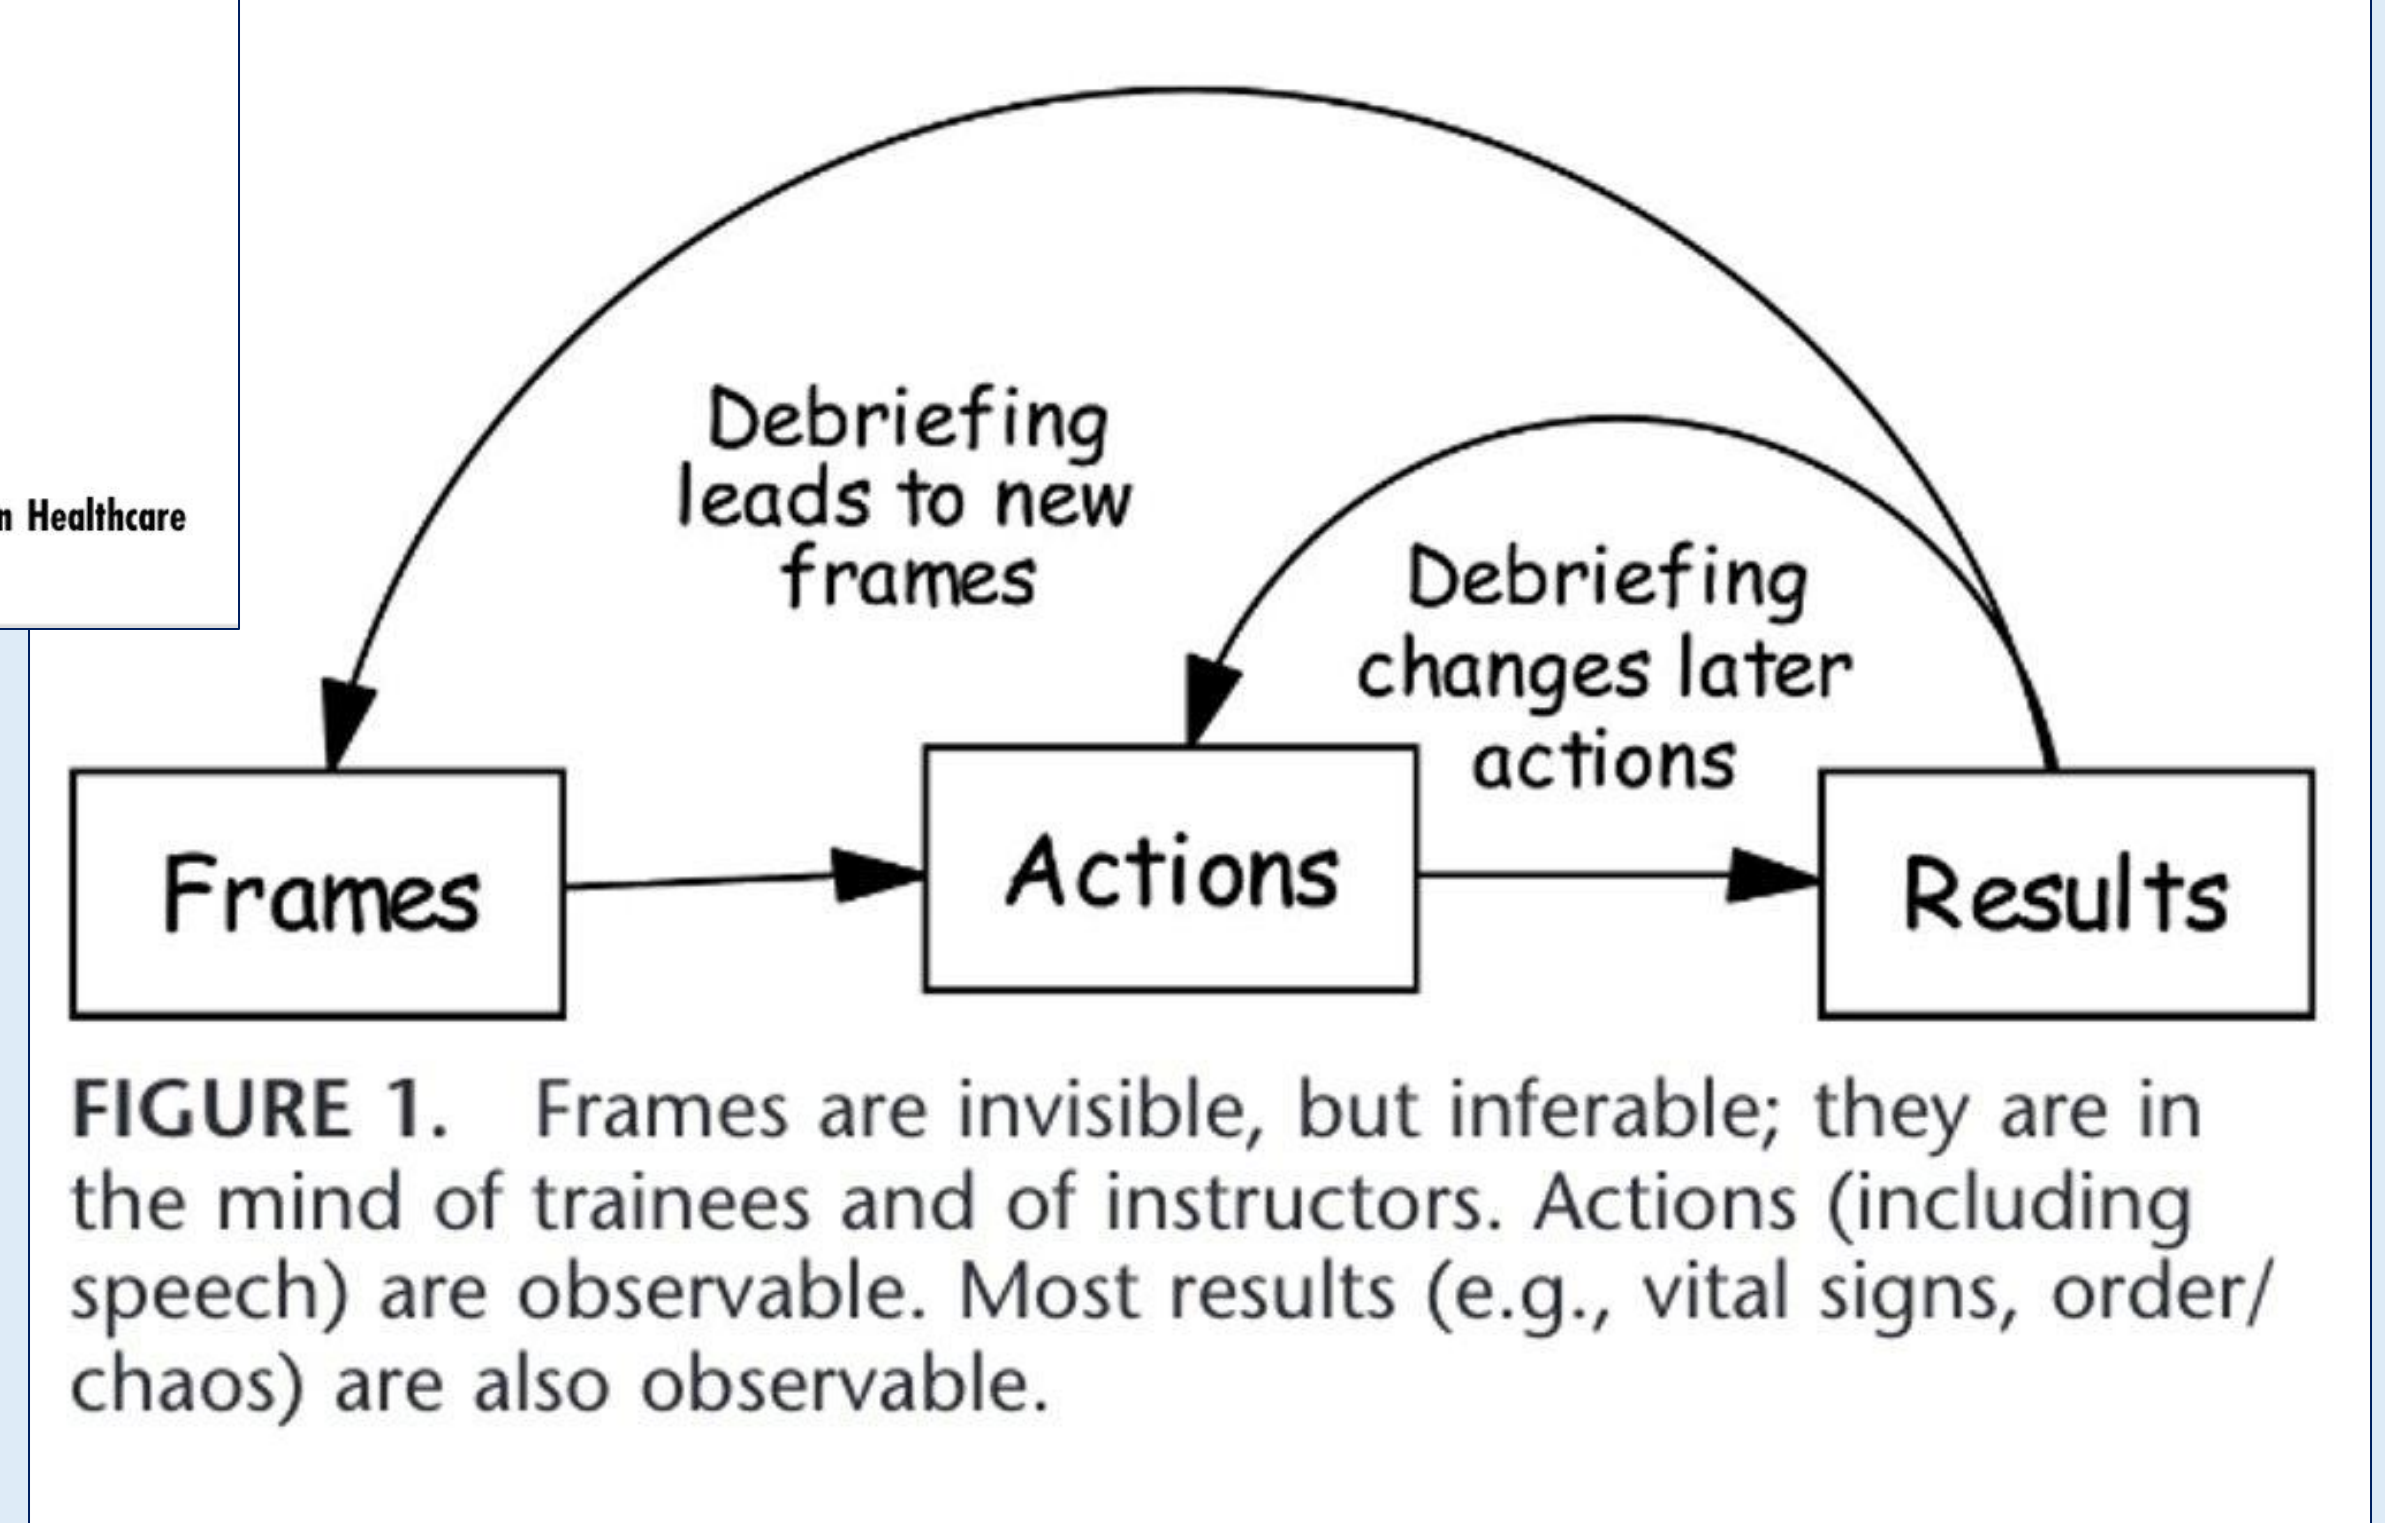 n Healthcare
Debriefing
leads to new
frames
Debriefing
changes later
actions
Frames
Actions
Results
FIGURE 1. Frames are invisible, but inferable; they are in
the mind of trainees and of instructors. Actions (including
speech) are observable. Most results (e.g., vital signs, order/
chaos) are also observable.